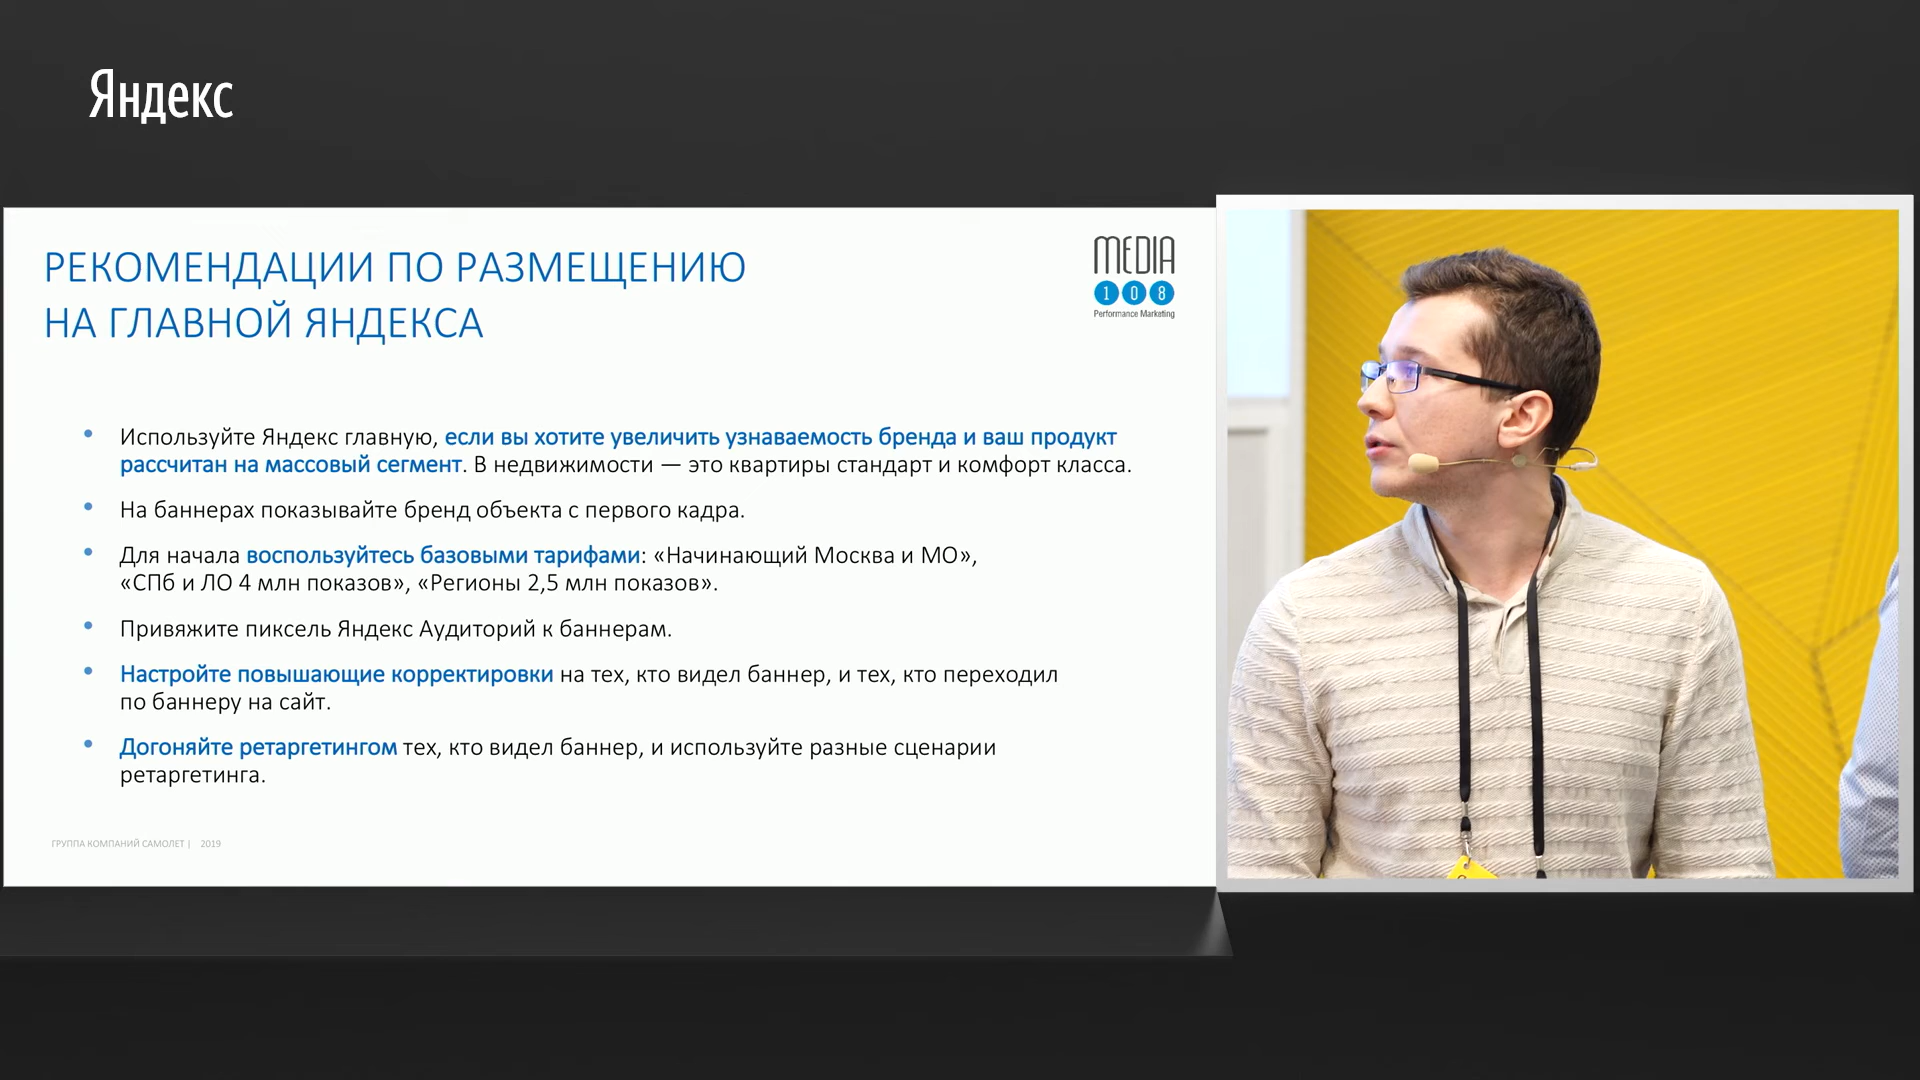 Яндекс
РЕКОМЕНДАЦИИ ПО РАЗМЕЩЕНИЮ
НА ГЛАВНОЙ ЯНДЕКСА
MEDIA
108
Performance Marketing
• Используйте Яндекс главную, если вы хотите увеличить узнаваемость бренда и ваш продукт
рассчитан на массовый сегмент. В недвижимости — это квартиры стандарт и комфорт класса.
• На баннерах показывайте бренд объекта с первого кадра.
• Для начала воспользуйтесь базовыми тарифами: «Начинающий Москва и МО»,
«СПб и ЛО 4 млн показов», «Регионы 2,5 млн показов».
• Привяжите пиксель Яндекс Аудиторий к баннерам.
• Настройте повышающие корректировки на тех, кто видел баннер, и тех, кто переходил
по баннеру на сайт.
• Догоняйте ретаргетингом тех, кто видел баннер, и используйте разные сценарии
ретаргетинга.
ГРУППА КОМПАНИЙ САМОЛЕТ | 2019